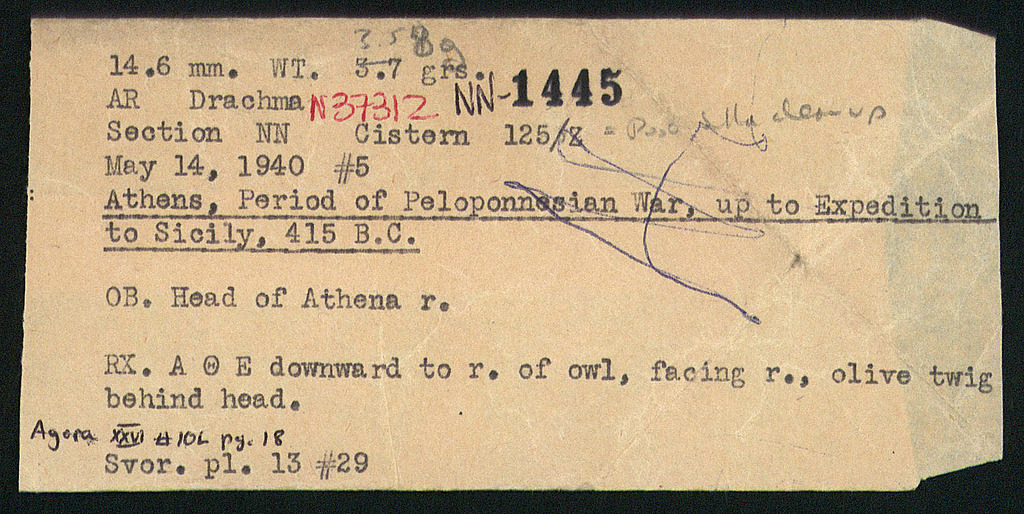 3.58g
14.6 mm. WT. 3.7 grs.
AR Drachma N37312 NN-1445
Section NN Cistern 125/ =
May 14, 1940 #5
Athens, Period of Peloponnesian War, up to Expedition
to Sicily, 415 B.C.
OB. Head of Athena r.
RX. A Θ E downward to r. of owl, facing r., olive twig
behind head.
Agora XXVI #10c pg. 18
Svor. pl. 13 #29